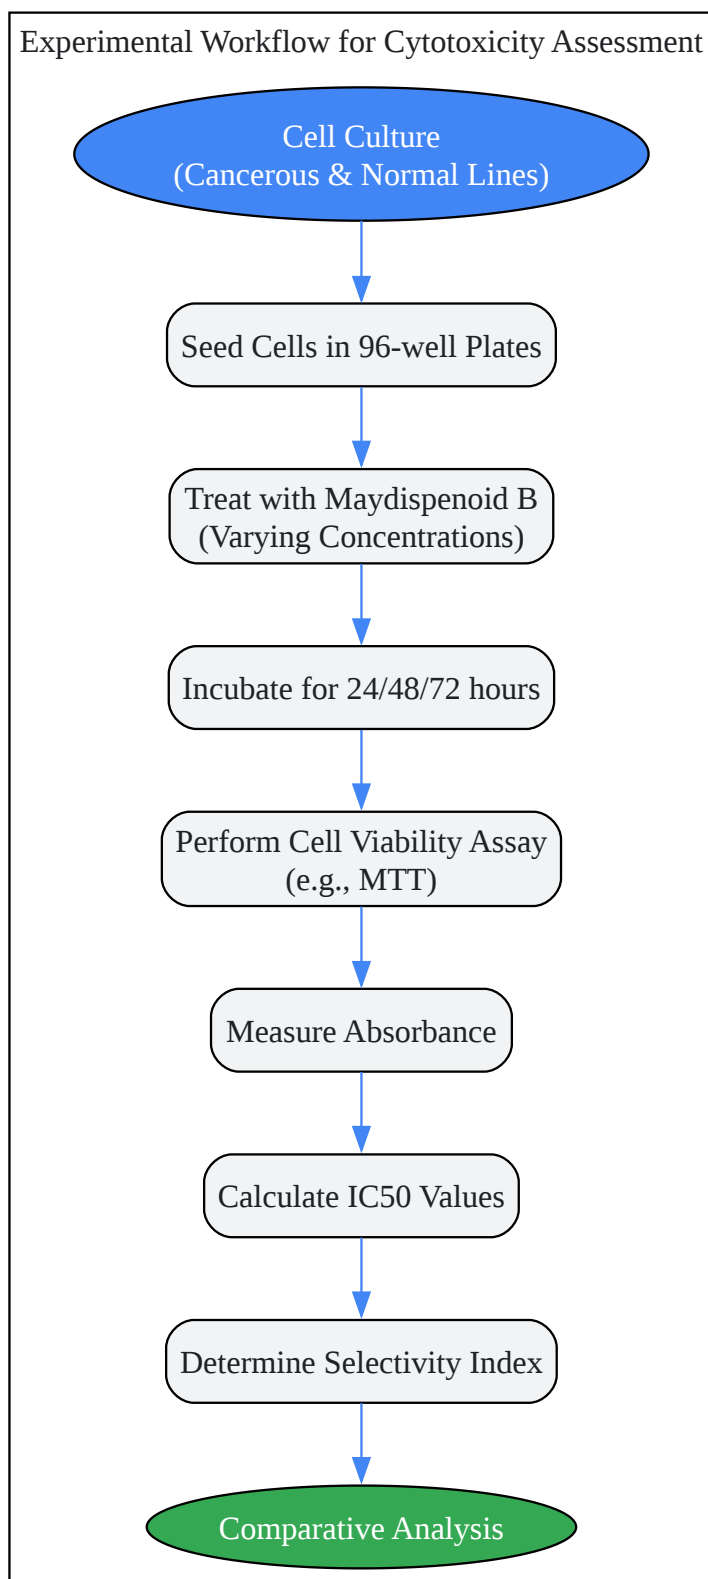 Experimental Workflow for Cytotoxicity Assessment
Cell Culture
(Cancerous & Normal Lines)
Seed Cells in 96-well Plates
Treat with Maydispenoid B
(Varying Concentrations)
Incubate for 24/48/72 hours
Perform Cell Viability Assay
(e.g., MTT)
Measure Absorbance
Calculate IC50 Values
Determine Selectivity Index
Comparative Analysis